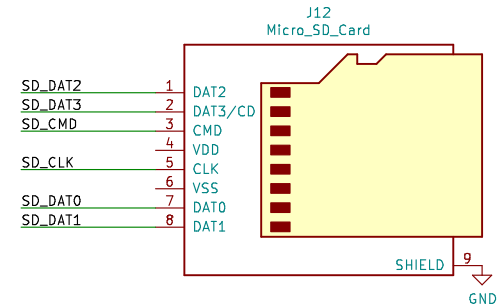 J12
Micro_SD_Card
SD_DAT2 1 DAT2
SD_DAT3 2 DAT3/CD
SD_CMD 3 CMD
4 VDD
SD_CLK 5 CLK
6 VSS
SD_DAT0 7 DAT0
SD_DAT1 8 DAT1
SHIELD 9
GND